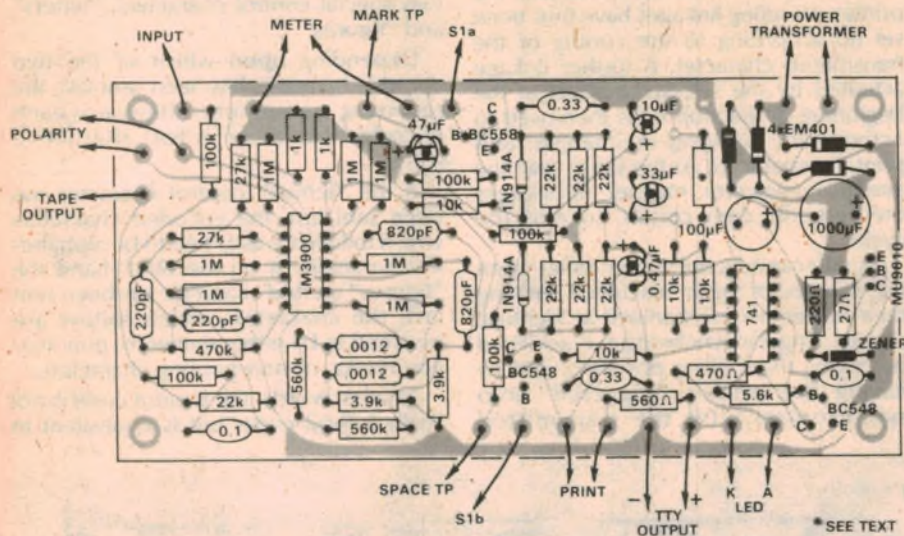 INPUT
METER
MARK TP
S1a
POWER
TRANSFORMER
POLARITY
TAPE
OUTPUT
100k
27k
1M
1k
1k
1M
1M
47µF
C
B
BC558
E
0.33
10µF
4xEM401
100k
10k
1N914A
22k
22k
22k
33µF
100µF
1000µF
27k
1M
1M
220pF
220pF
470k
100k
22k
0.1
LM3900
820pF
1M
820pF
100k
560k
.0012
.0012
3.9k
560k
3.9k
100k
1N914A
22k
22k
22k
0.47µF
10k
10k
741
E
B
C
MU9810
220Ω
27Ω
ZENER
0.1
C
E
BC548
B
10k
0.33
470Ω
560Ω
5.6k
B
BC548
C
E
SPACE TP
S1b
PRINT
−
+
TTY
OUTPUT
K
A
LED
*SEE TEXT